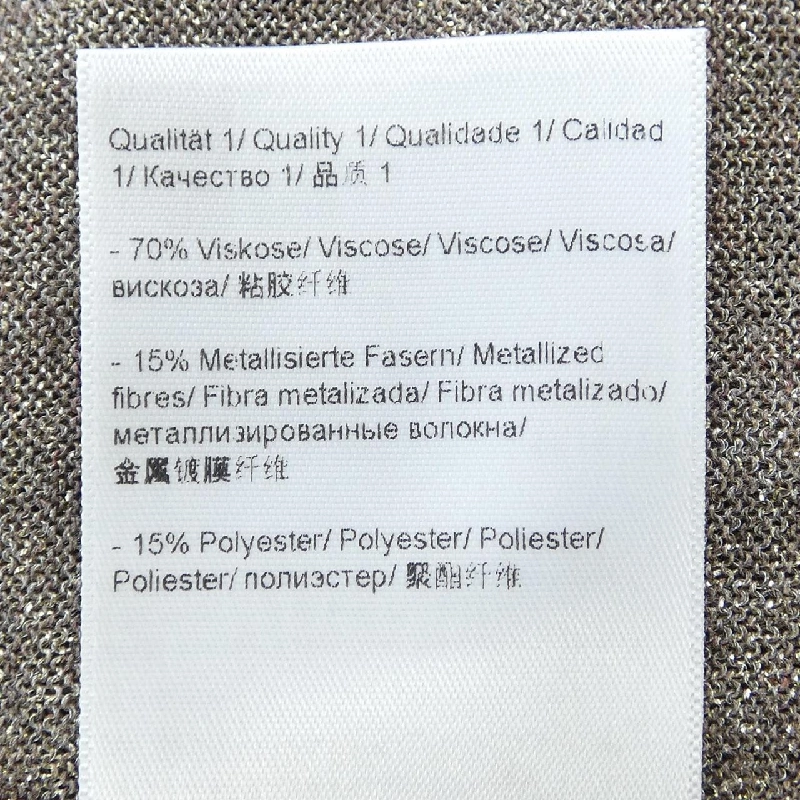 Qualität 1/ Quality 1/ Qualidade 1/ Calidad
1/ Качество 1/ 品质 1
- 70% Viskose/ Viscose/ Viscose/ Viscosa/
вискоза/ 粘胶纤维
- 15% Metallisierte Fasern/ Metallized
fibres/ Fibra metalizada/ Fibra metalizado/
металлизированные волокна/
金属镀膜纤维
- 15% Polyester/ Polyester/ Poliester/
Poliester/ полиэстер/ 聚酯纤维